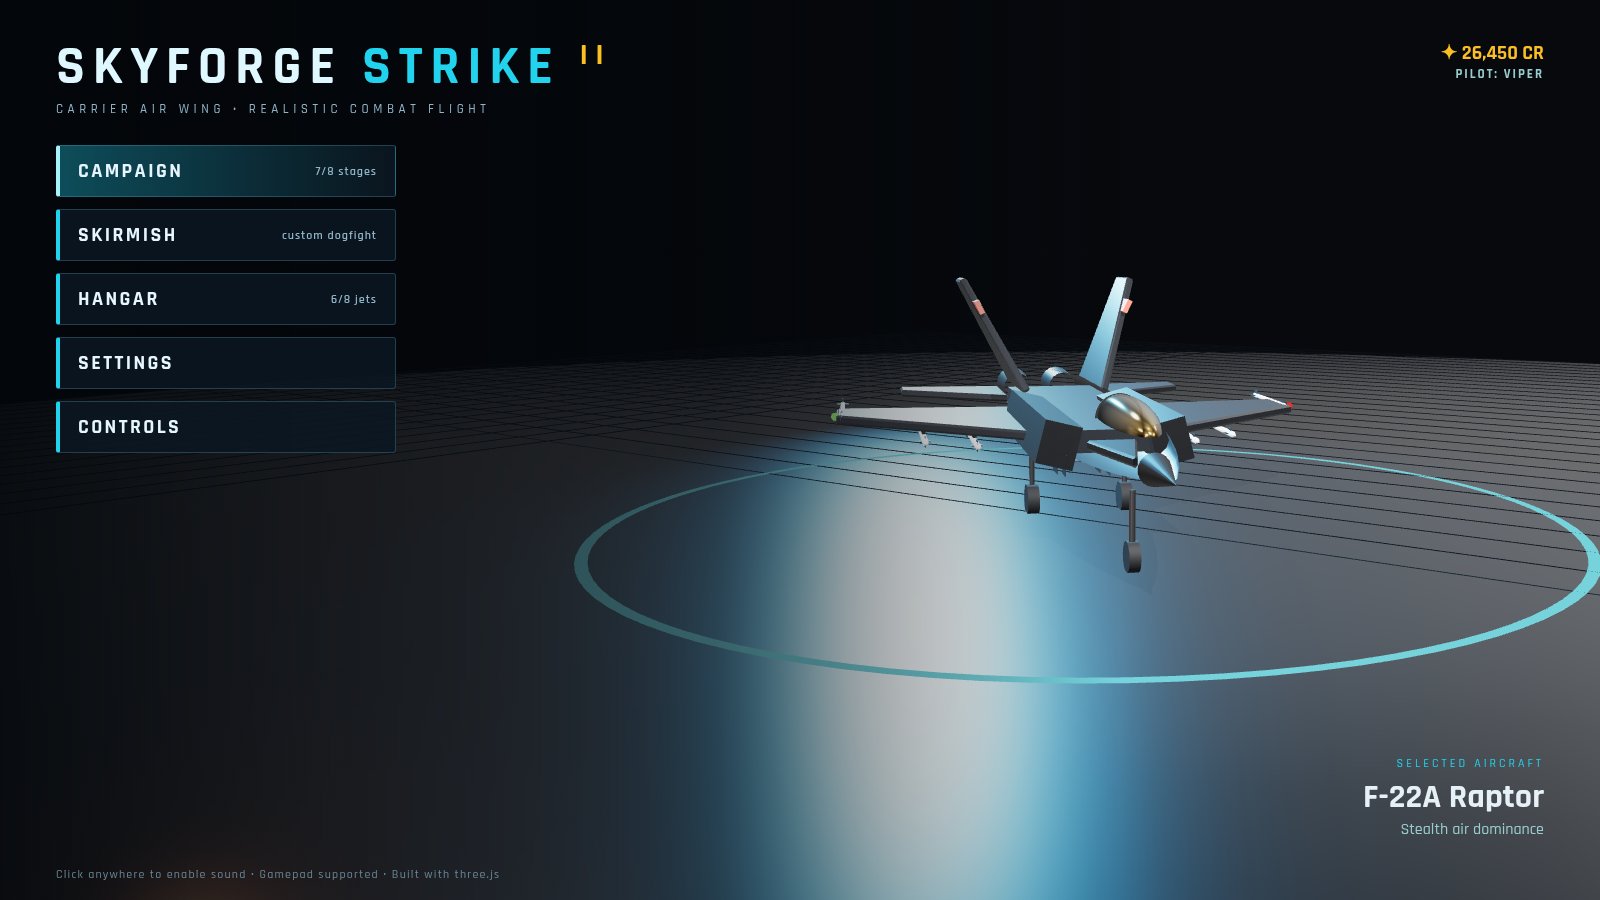 SKYFORGE STRIKE II
CARRIER AIR WING • REALISTIC COMBAT FLIGHT
✦ 26,450 CR
PILOT: VIPER
CAMPAIGN 7/8 stages
SKIRMISH custom dogfight
HANGAR 6/8 jets
SETTINGS
CONTROLS
SELECTED AIRCRAFT
F-22A Raptor
Stealth air dominance
Click anywhere to enable sound • Gamepad supported • Built with three.js